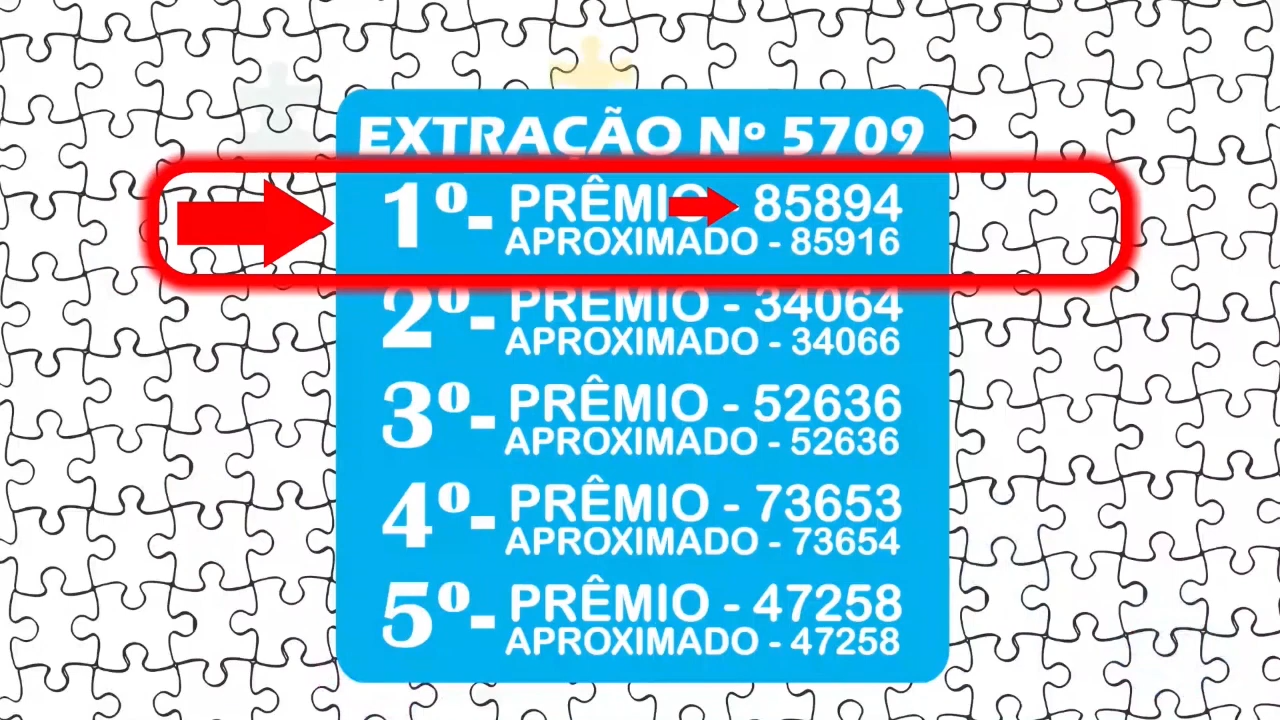 EXTRAÇÃO Nº 5709
1º- PRÊMIO 85894
APROXIMADO - 85916
2º- PRÊMIO - 34064
APROXIMADO - 34066
3º- PRÊMIO - 52636
APROXIMADO - 52636
4º- PRÊMIO - 73653
APROXIMADO - 73654
5º- PRÊMIO - 47258
APROXIMADO - 47258